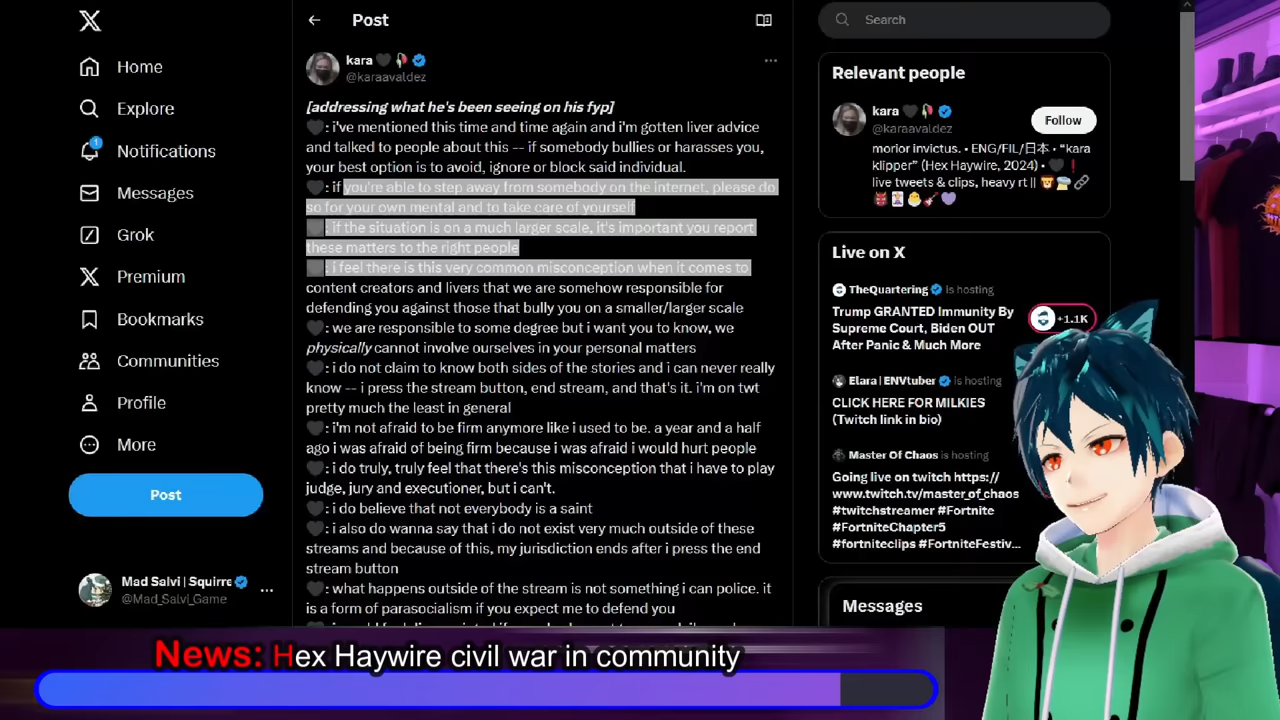 Home
Explore
1
Notifications
Messages
Grok
Premium
Bookmarks
Communities
Profile
More
Post
Mad Salvi | Squirre
@Mad_Salvi_Game
Post
kara
@karaavaldez
[addressing what he's been seeing on his fyp]
: i've mentioned this time and time again and i'm gotten liver advice
and talked to people about this -- if somebody bullies or harasses you,
your best option is to avoid, ignore or block said individual.
: if you're able to step away from somebody on the internet, please do
so for your own mental and to take care of yourself
: if the situation is on a much larger scale, it's important you report
these matters to the right people
: i feel there is this very common misconception when it comes to
content creators and livers that we are somehow responsible for
defending you against those that bully you on a smaller/larger scale
: we are responsible to some degree but i want you to know, we
physically cannot involve ourselves in your personal matters
: i do not claim to know both sides of the stories and i can never really
know -- i press the stream button, end stream, and that's it. i'm on twt
pretty much the least in general
: i'm not afraid to be firm anymore like i used to be. a year and a half
ago i was afraid of being firm because i was afraid i would hurt people
: i do truly, truly feel that there's this misconception that i have to play
judge, jury and executioner, but i can't.
: i do believe that not everybody is a saint
: i also do wanna say that i do not exist very much outside of these
streams and because of this, my jurisdiction ends after i press the end
stream button
: what happens outside of the stream is not something i can police. it
is a form of parasocialism if you expect me to defend you
Search
Relevant people
kara
@karaavaldez
Follow
morior invictus. • ENG/FIL/日本 • "kara
klipper" (Hex Haywire, 2024) •
live tweets & clips, heavy rt ||
Live on X
TheQuartering is hosting
Trump GRANTED Immunity By
Supreme Court, Biden OUT
After Panic & Much More
+1.1K
Elara | ENVtuber is hosting
CLICK HERE FOR MILKIES
(Twitch link in bio)
Master Of Chaos is hosting
Going live on twitch https://
www.twitch.tv/master_of_chaos
#twitchstreamer #Fortnite
#FortniteChapter5
#fortniteclips #FortniteFestiv...
Messages
News: Hex Haywire civil war in community